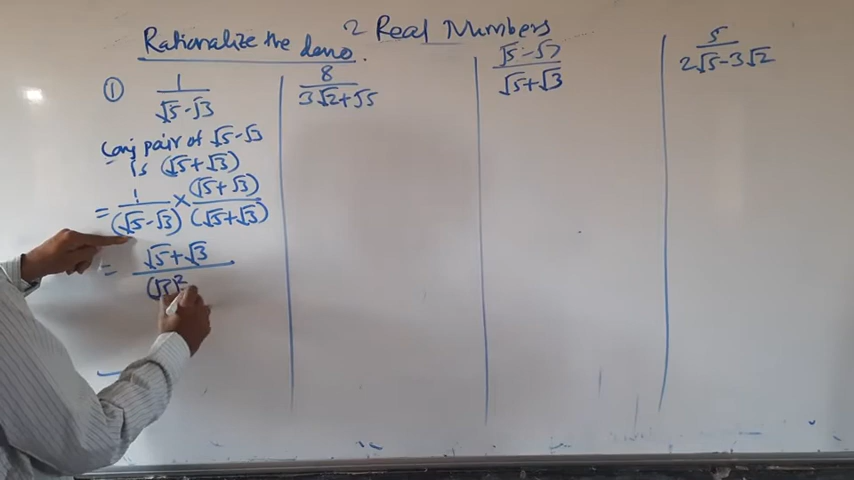 2 Real Numbers
Rationalize the deno.
① 1/(√5-√3)
Conj pair of √5-√3
is (√5+√3)
= 1/(√5-√3) × (√5+√3)/(√5+√3)
= (√5+√3)/(√5)²
8/(3√2+√5)
(√5-√7)/(√5+√3)
5/(2√5-3√2)